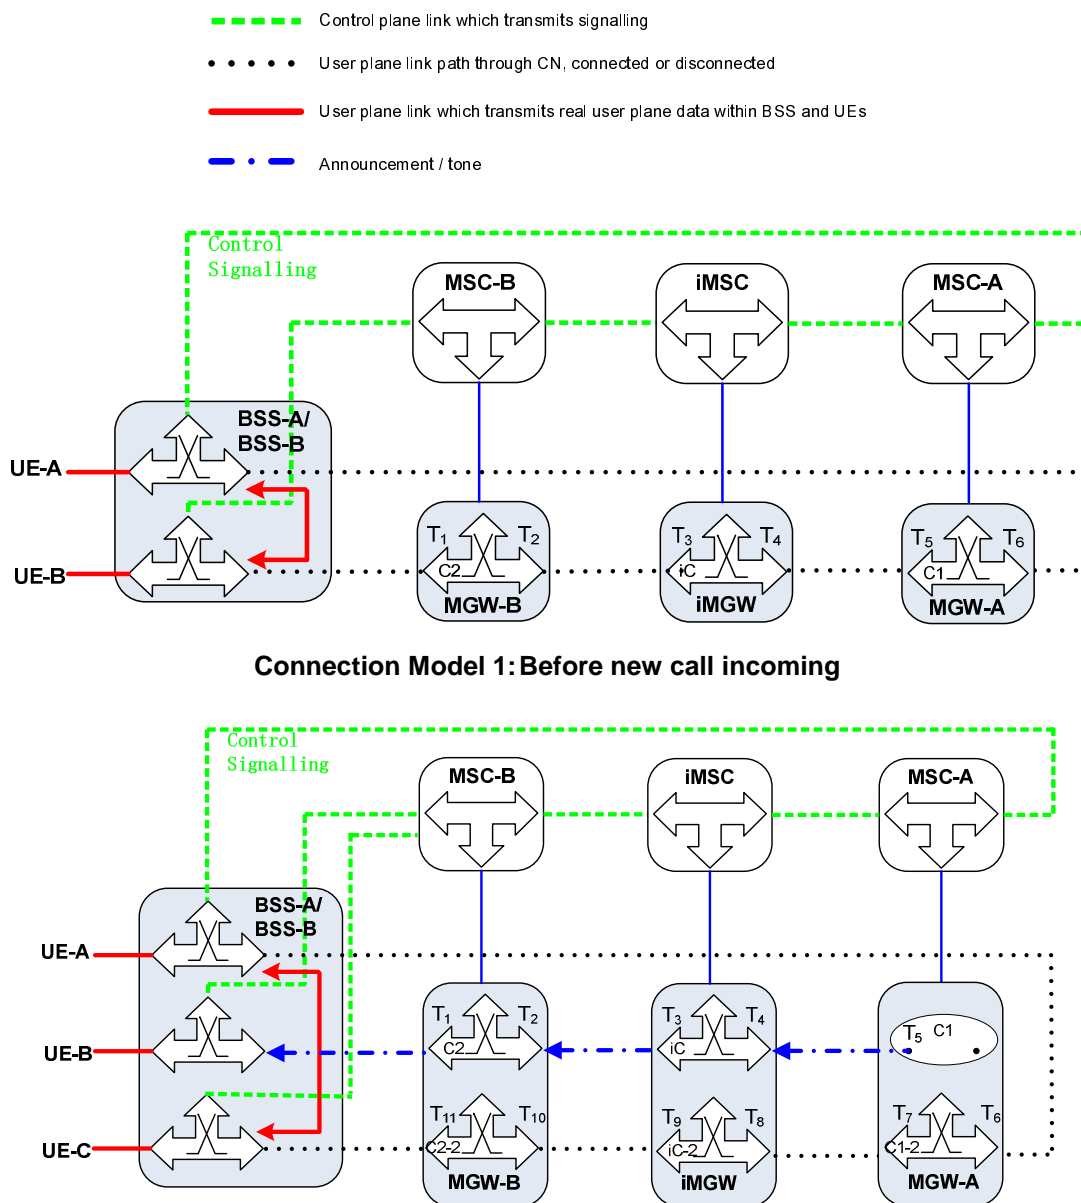 Control plane link which transmits signalling
User plane link path through CN, connected or disconnected
User plane link which transmits real user plane data within BSS and UEs
Announcement / tone
Control
Signalling
MSC-B
iMSC
MSC-A
BSS-A/
BSS-B
UE-A
UE-B
T1 T2
C2
MGW-B
T3 T4
iC
iMGW
T5 T6
C1
MGW-A
Connection Model 1: Before new call incoming
Control
Signalling
MSC-B
iMSC
MSC-A
BSS-A/
BSS-B
UE-A
UE-B
UE-C
T1 T2
C2
T11 T10
C2-2
MGW-B
T3 T4
iC
T9 T8
iC-2
iMGW
T5 C1
T7 T6
C1-2
MGW-A